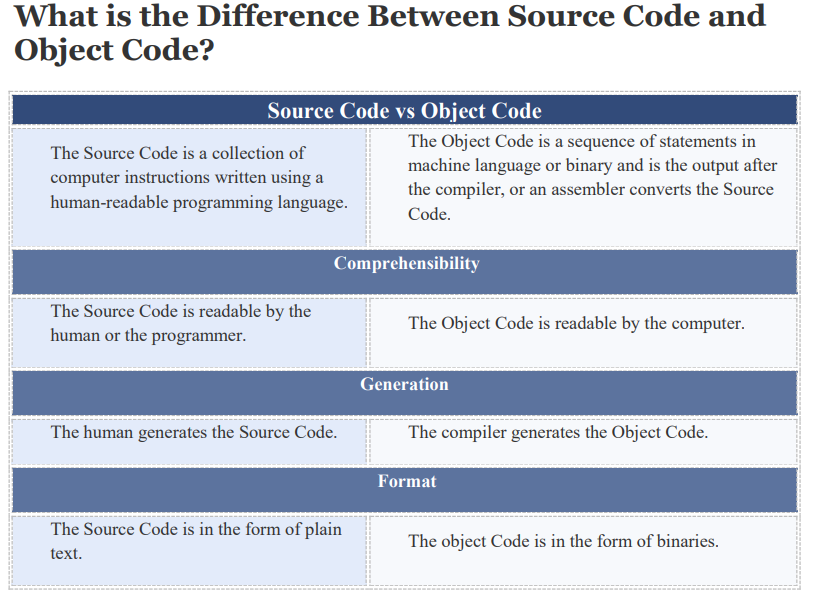 What is the Difference Between Source Code and
Object Code?
Source Code vs Object Code
The Source Code is a collection of
computer instructions written using a
human-readable programming language.
The Object Code is a sequence of statements in
machine language or binary and is the output after
the compiler, or an assembler converts the Source
Code.
Comprehensibility
The Source Code is readable by the
human or the programmer.
The Object Code is readable by the computer.
Generation
The human generates the Source Code.
The compiler generates the Object Code.
Format
The Source Code is in the form of plain
text.
The object Code is in the form of binaries.